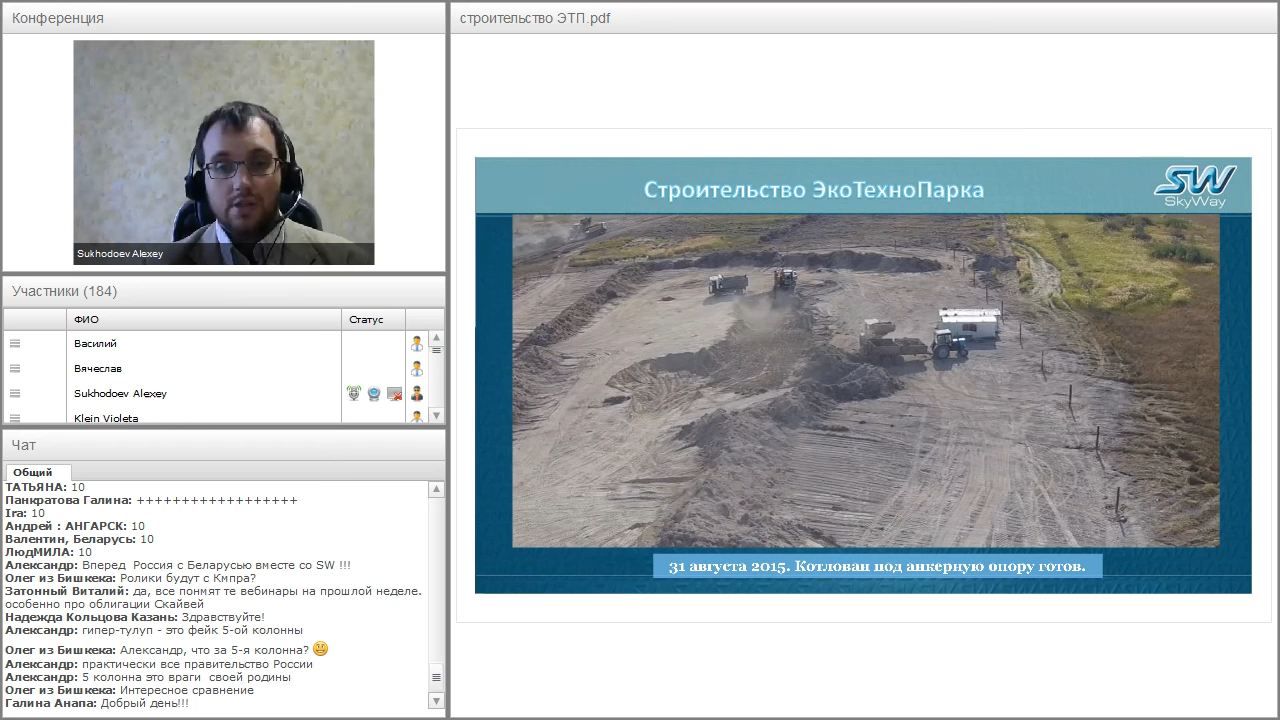 Конференция
Sukhodoev Alexey
Участники (184)
ФИО
Статус
Василий
Вячеслав
Sukhodoev Alexey
Klein Violeta
Чат
Общий
ТАТЬЯНА: 10
Панкратова Галина: ++++++++++++++++++
Ira: 10
Андрей : АНГАРСК: 10
Валентин, Беларусь: 10
ЛюдМИЛА: 10
Александр: Вперед Россия с Беларусью вместе со SW !!!
Олег из Бишкека: Ролики будут с Кмпра?
Затонный Виталий: да, все понмят те вебинары на прошлой неделе.
особенно про облигации Скайвей
Надежда Кольцова Казань: Здравствуйте!
Александр: гипер-тулуп - это фейк 5-ой колонны
Олег из Бишкека: Александр, что за 5-я колонна?
Александр: практически все правительство России
Александр: 5 колонна это враги своей родины
Олег из Бишкека: Интересное сравнение
Галина Анапа: Добрый день!!!
строительство ЭТП.pdf
Строительство ЭкоТехноПарка
SW
SkyWay
31 августа 2015. Котлован под анкерную опору готов.